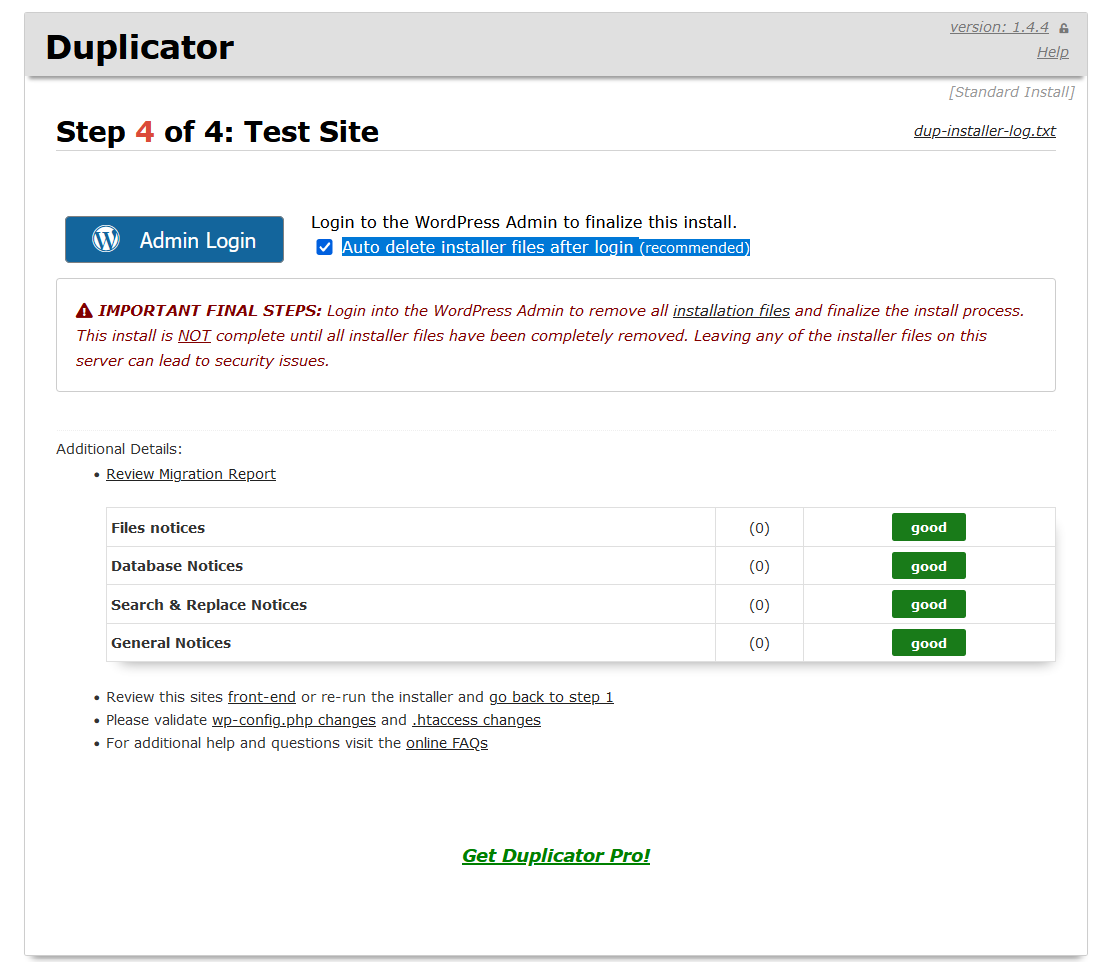 Duplicator
version: 1.4.4
Help
[Standard Install]
Step 4 of 4: Test Site
dup-installer-log.txt
Admin Login
Login to the WordPress Admin to finalize this install.
Auto delete installer files after login (recommended)
IMPORTANT FINAL STEPS: Login into the WordPress Admin to remove all installation files and finalize the install process.
This install is NOT complete until all installer files have been completely removed. Leaving any of the installer files on this
server can lead to security issues.
Additional Details:
• Review Migration Report
Files notices (0) good
Database Notices (0) good
Search & Replace Notices (0) good
General Notices (0) good
• Review this sites front-end or re-run the installer and go back to step 1
• Please validate wp-config.php changes and .htaccess changes
• For additional help and questions visit the online FAQs
Get Duplicator Pro!